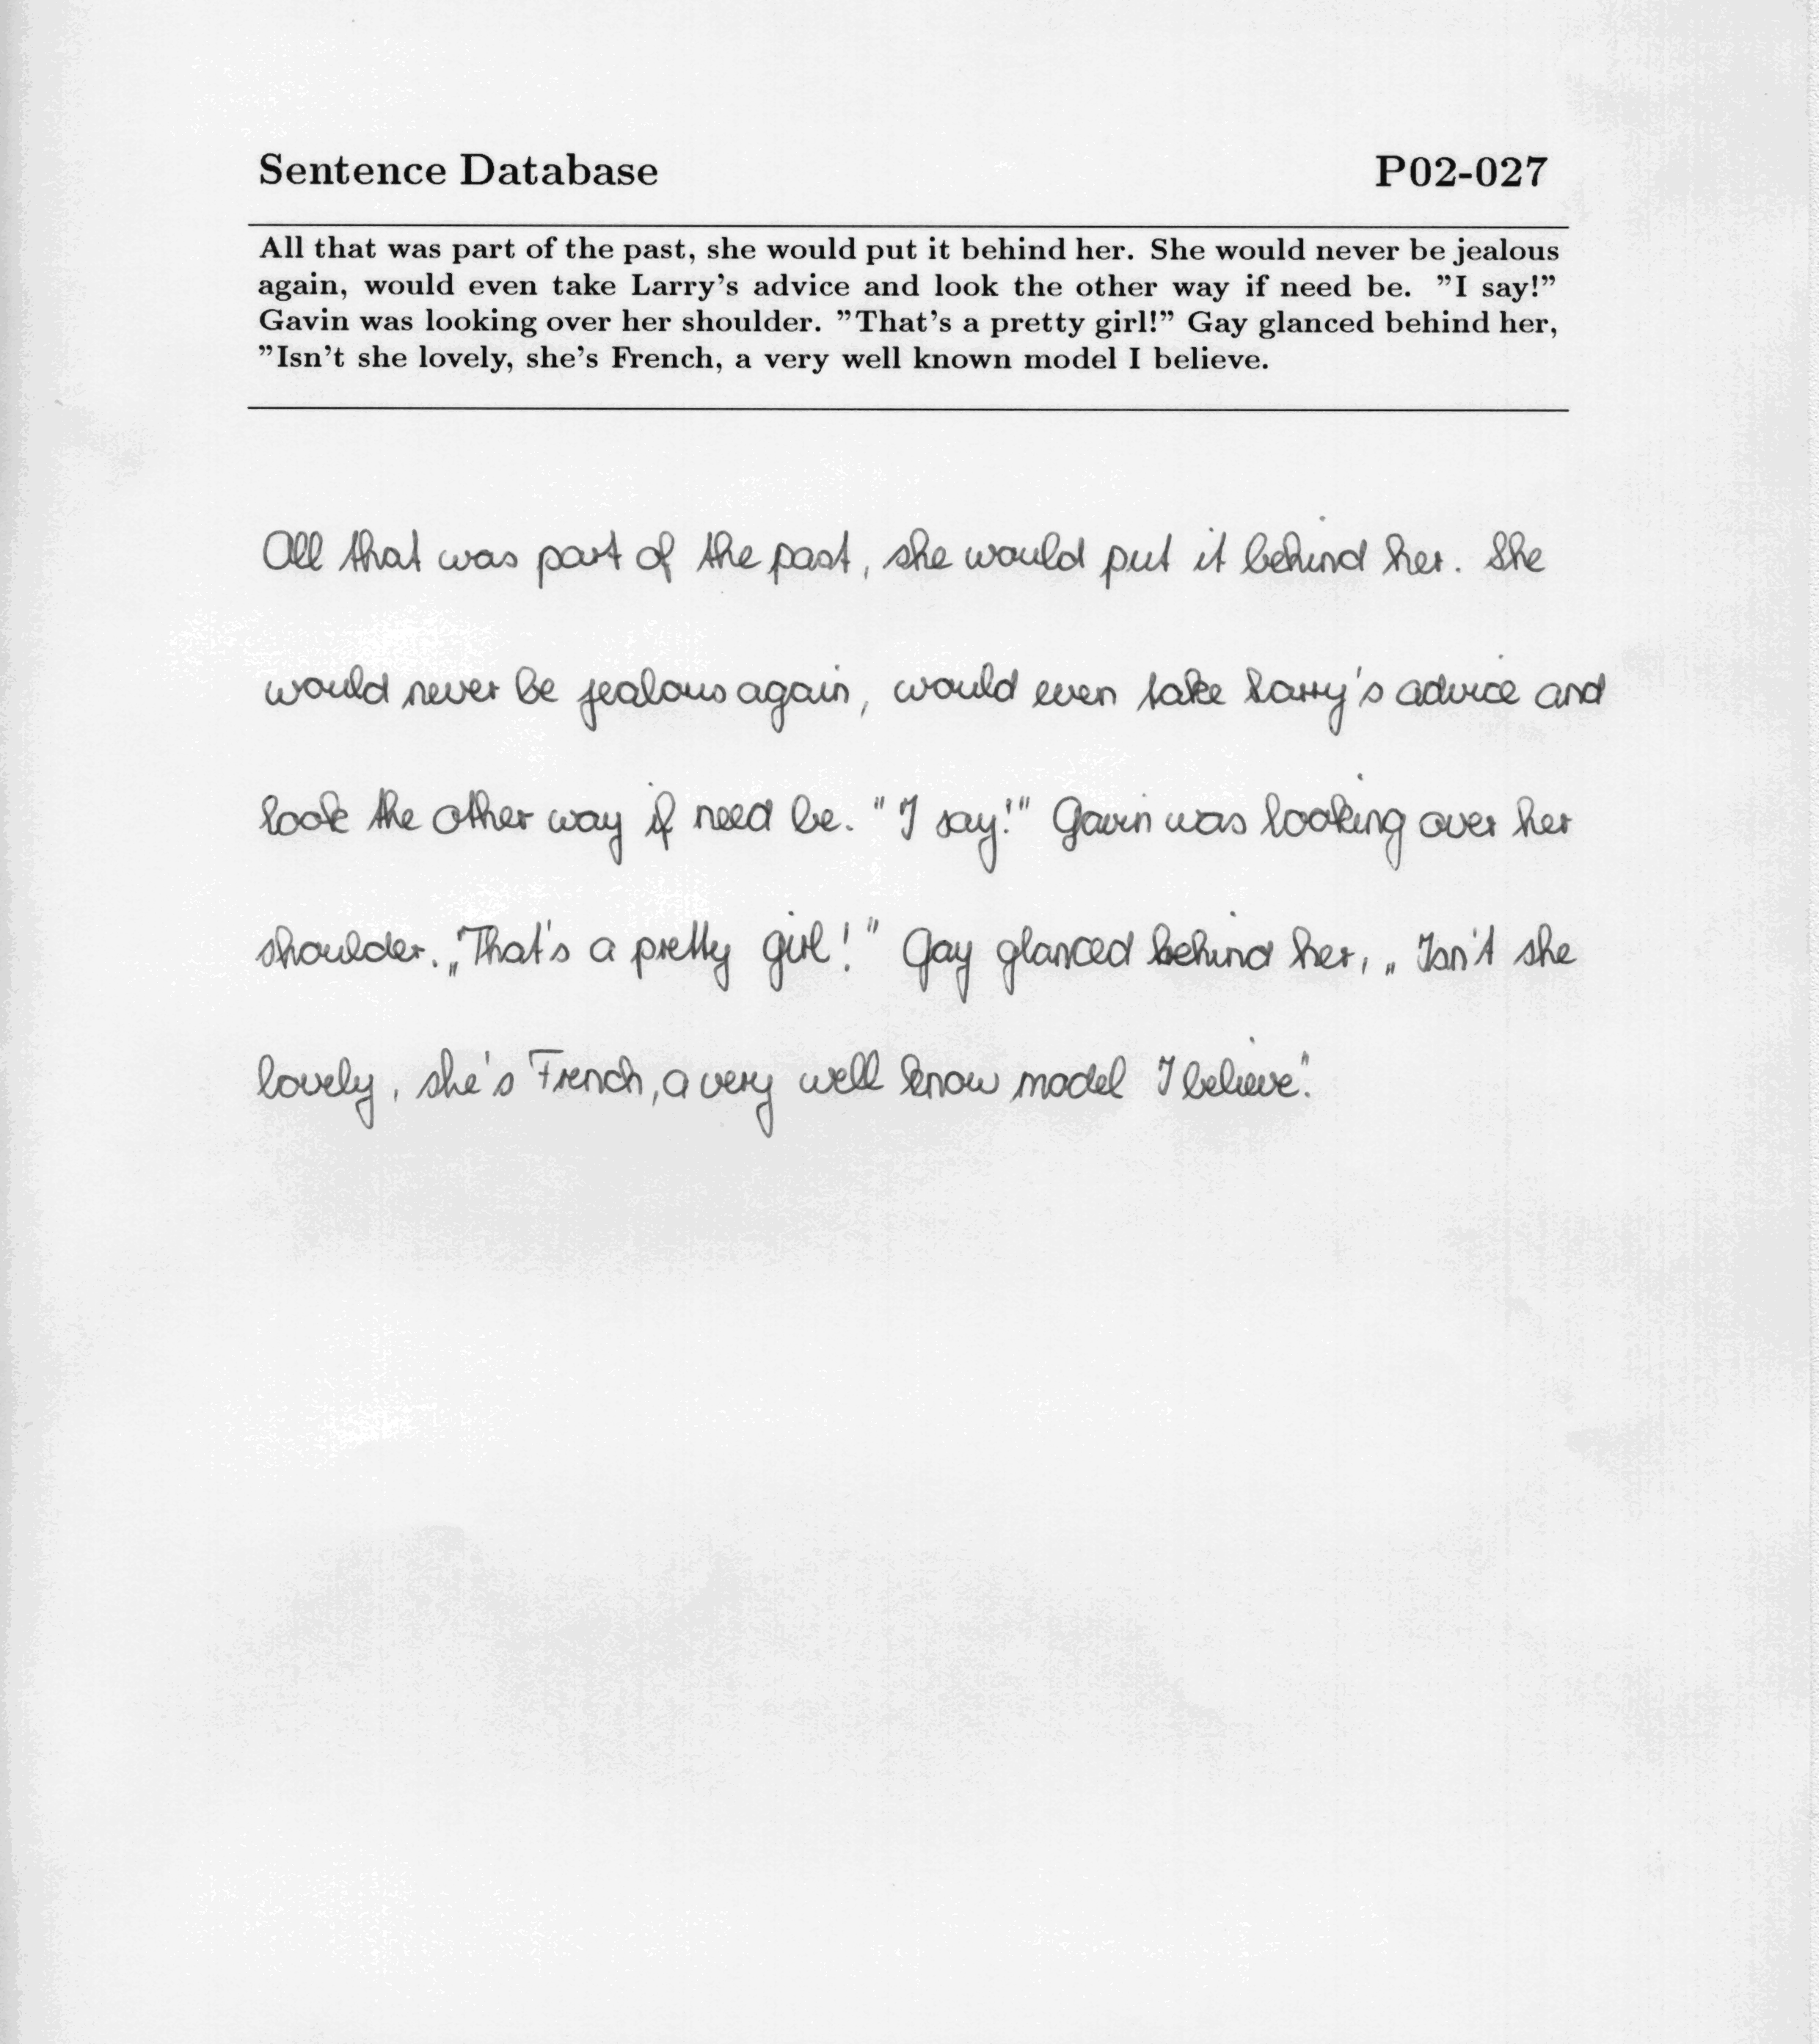 Sentence Database P02-027
All that was part of the past, she would put it behind her. She would never be jealous
again, would even take Larry's advice and look the other way if need be. "I say!"
Gavin was looking over her shoulder. "That's a pretty girl!" Gay glanced behind her,
"Isn't she lovely, she's French, a very well known model I believe.
All that was part of the past, she would put it behind her. She
would never be jealous again, would even take Larry's advice and
look the other way if need be. "I say!" Gavin was looking over her
shoulder. „That's a pretty girl!" Gay glanced behind her, „Isn't she
lovely, she's French, a very well know model I believe".